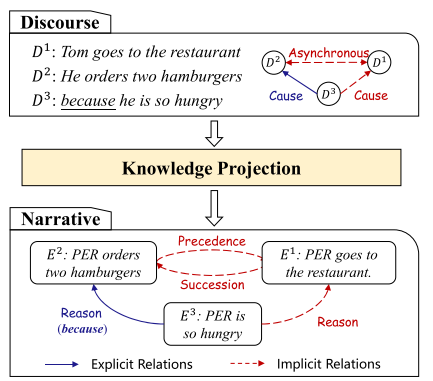 Discourse
D¹: Tom goes to the restaurant
D²: He orders two hamburgers
D³: because he is so hungry
Asynchronous
D² D¹
Cause D³ Cause
Knowledge Projection
Narrative
Precedence
E²: PER orders
two hamburgers
E¹: PER goes to
the restaurant.
Succession
Reason
(because)
E³: PER is
so hungry
Reason
Explicit Relations Implicit Relations